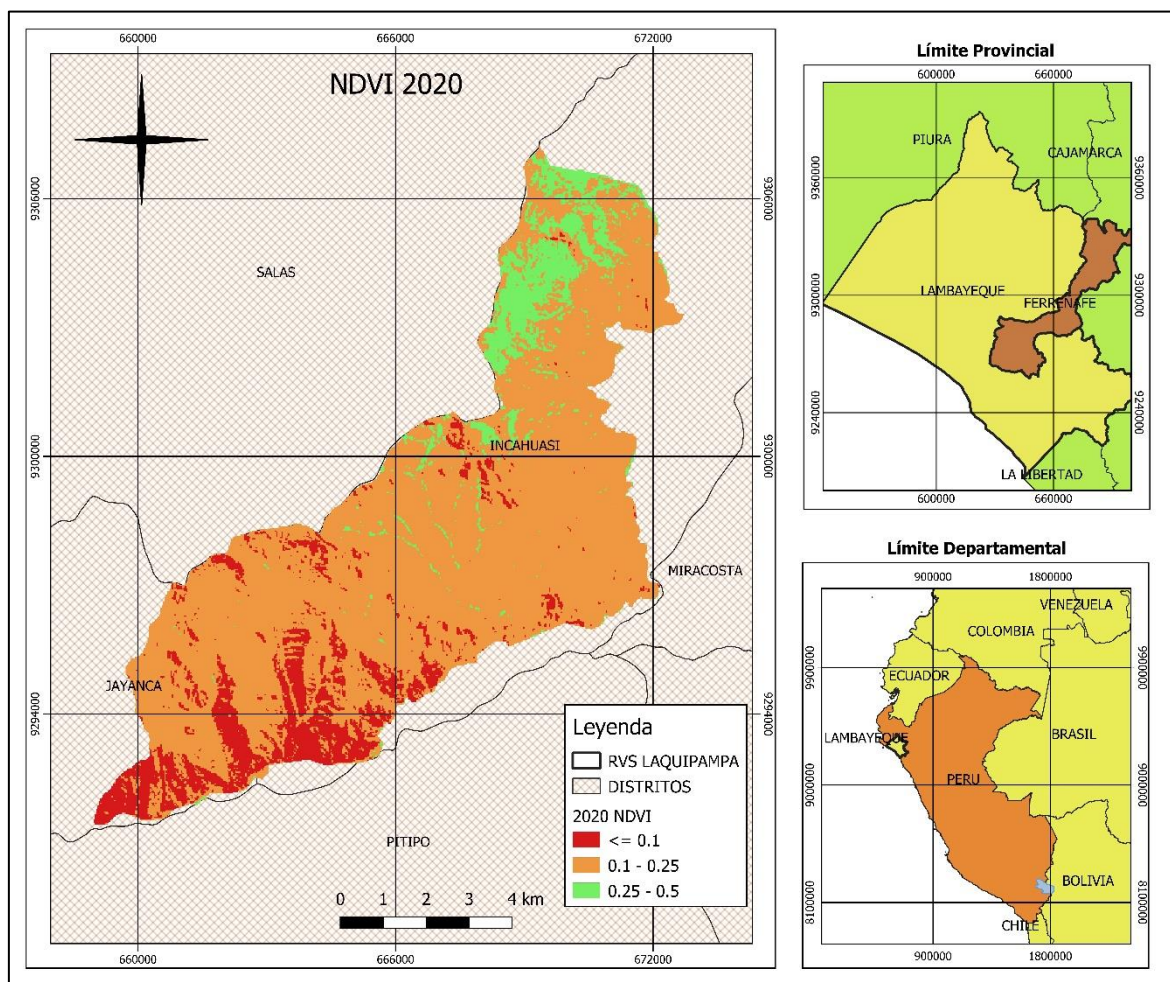 660000 666000 672000
NDVI 2020
9306000 9306000
SALAS
INCAHUASI
9300000 9300000
MIRACOSTA
JAYANCA
9294000 9294000
PITIPO
Leyenda
RVS LAQUIPAMPA
DISTRITOS
2020 NDVI
<= 0.1
0.1 - 0.25
0.25 - 0.5
0 1 2 3 4 km
660000 666000 672000
Límite Provincial
600000 660000
PIURA
CAJAMARCA
9360000 9360000
LAMBAYEQUE
FERRENAFE
9300000 9300000
9240000 9240000
LA LIBERTAD
600000 660000
Límite Departamental
900000 1800000
VENEZUELA
COLOMBIA
ECUADOR
9900000 9900000
LAMBAYEQUE
BRASIL
PERU
9000000 9000000
BOLIVIA
8100000 8100000
CHILE
900000 1800000